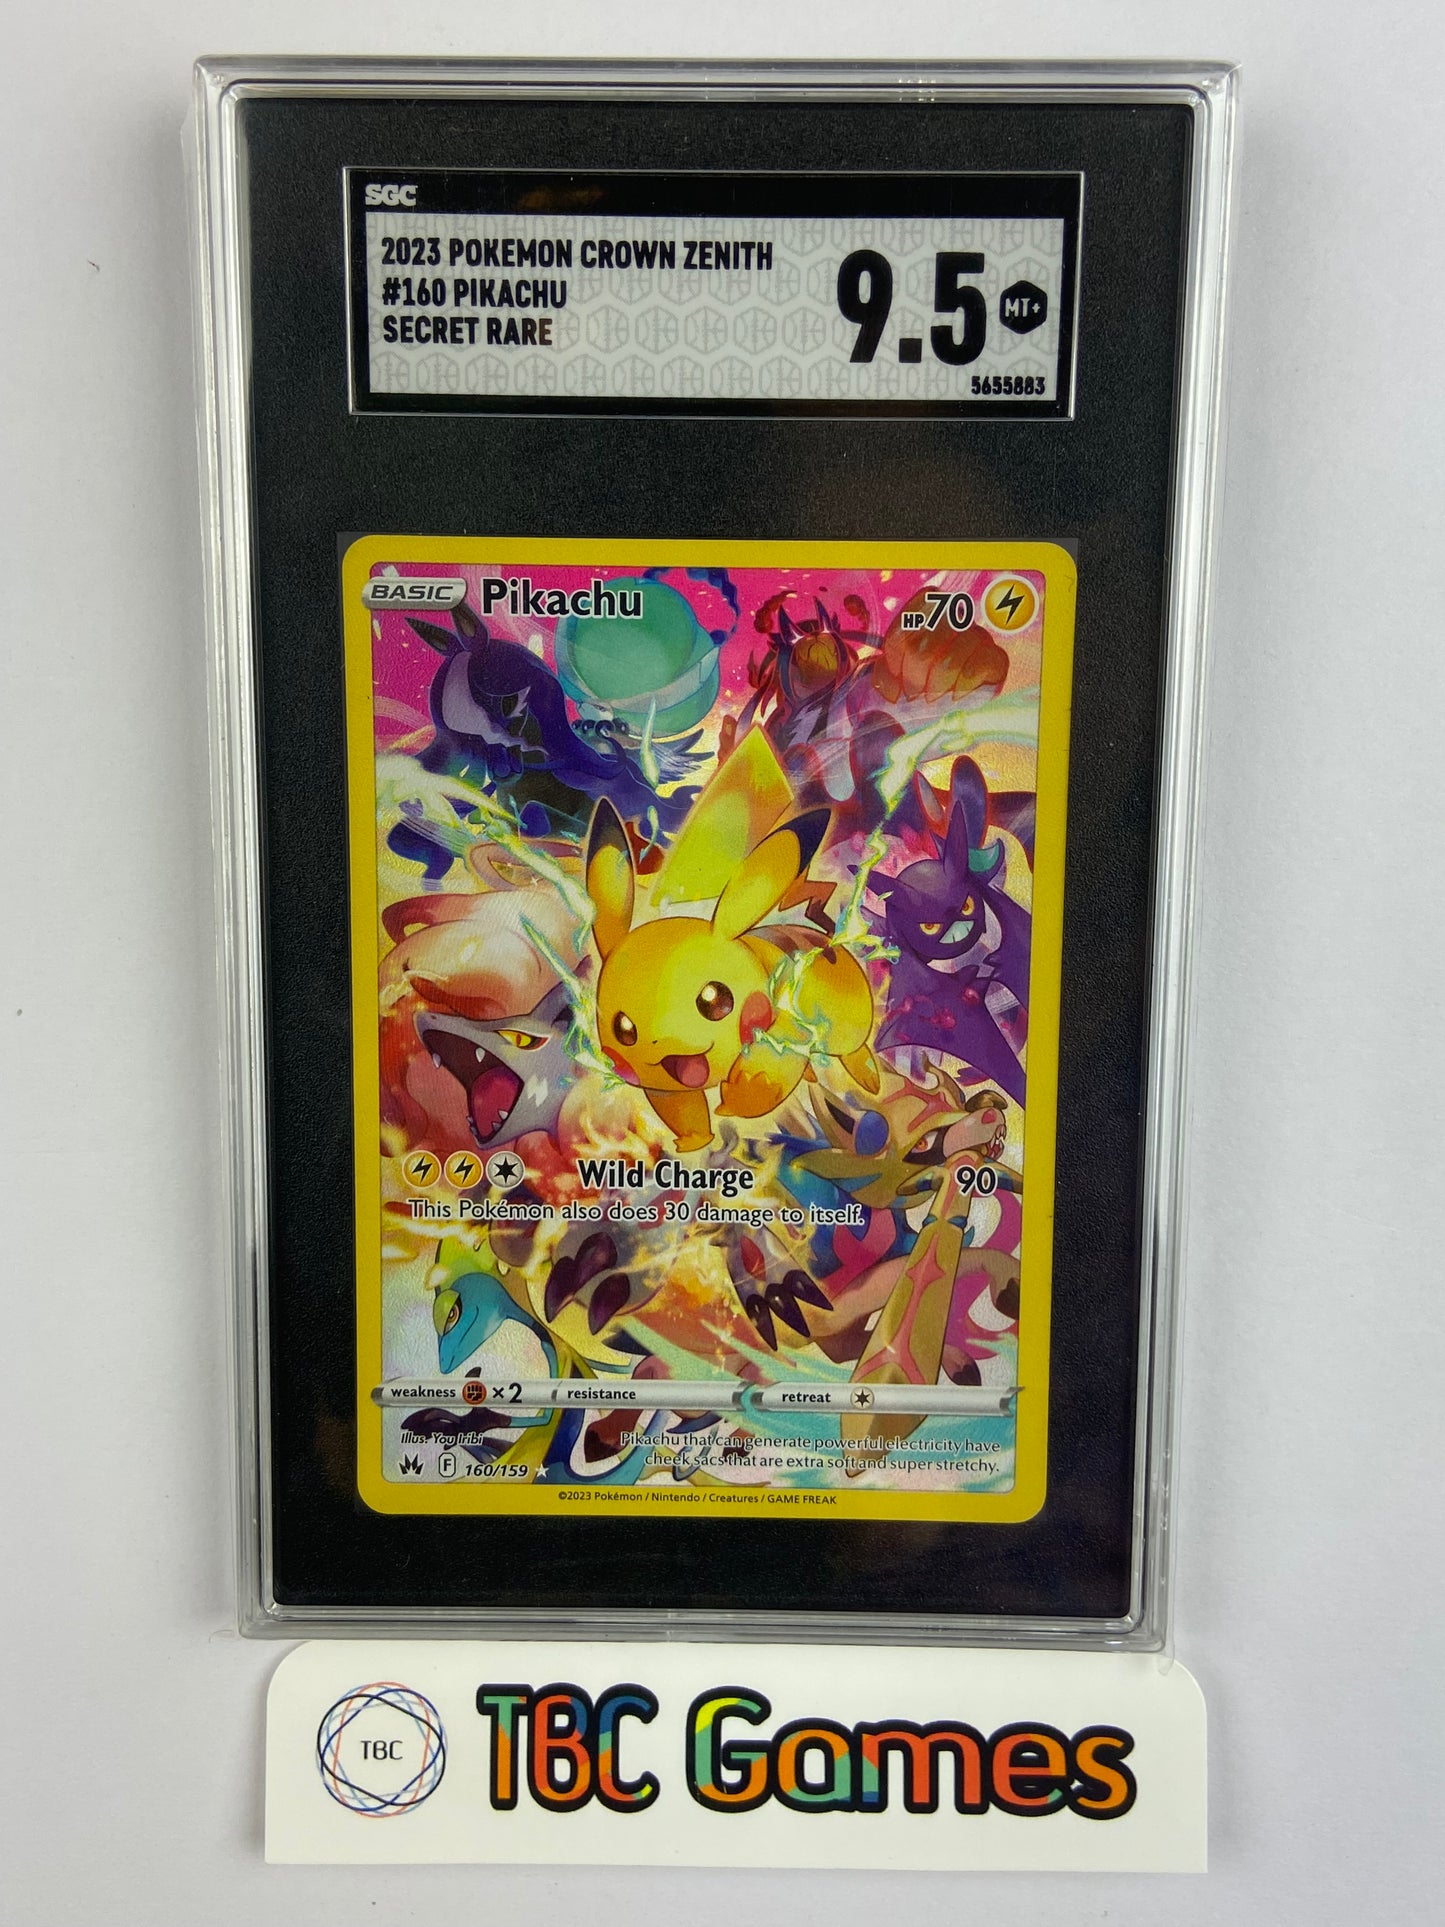 SGC
2023 POKEMON CROWN ZENITH
#160 PIKACHU
SECRET RARE
9.5 MT+
5655883
BASIC Pikachu HP70
Wild Charge 90
This Pokémon also does 30 damage to itself.
weakness ×2 resistance retreat
Illus. You Iribi
Pikachu that can generate powerful electricity have
cheek sacs that are extra soft and super stretchy.
F 160/159
©2023 Pokémon / Nintendo / Creatures / GAME FREAK
TBC TBC Games